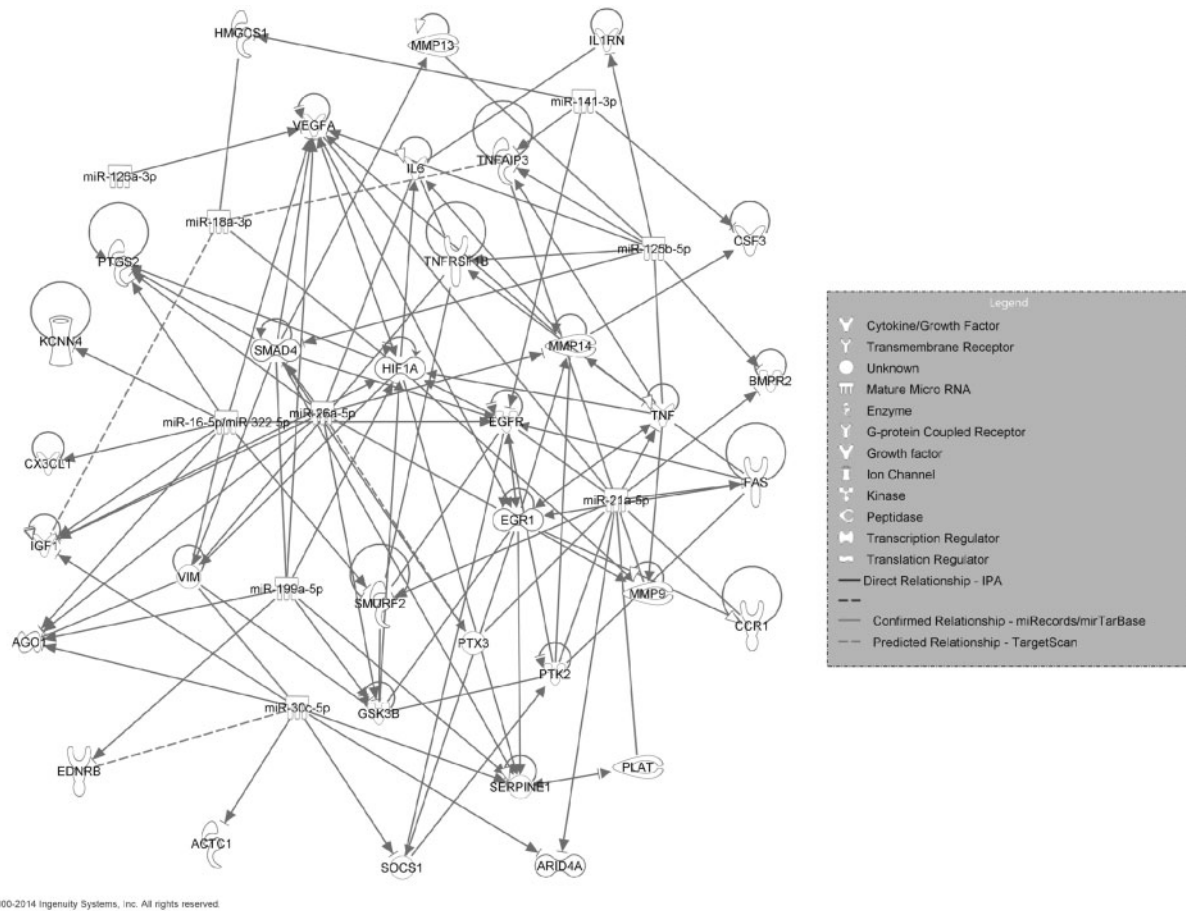 HMGCS1
MMP13
IL1RN
miR-141-3p
VEGFA
IL6
TNFAIP3
miR-126a-3p
miR-18a-3p
PTGS2
TNFRSF1B
miR-125b-5p
CSF3
KCNN4
SMAD4
HIF1A
MMP14
BMPR2
miR-16-5p/miR-322-5p
miR-26a-5p
EGFR
TNF
CX3CL1
FAS
miR-21a-5p
EGR1
IGF1
VIM
miR-199a-5p
SMURF2
MMP9
CCR1
AGO1
PTX3
PTK2
miR-30c-5p
GSK3B
EDNRB
SERPINE1
PLAT
ACTC1
SOCS1
ARID4A
Legend
Cytokine/Growth Factor
Transmembrane Receptor
Unknown
Mature Micro RNA
Enzyme
G-protein Coupled Receptor
Growth factor
Ion Channel
Kinase
Peptidase
Transcription Regulator
Translation Regulator
Direct Relationship - IPA
Confirmed Relationship - miRecords/mirTarBase
Predicted Relationship - TargetScan
00-2014 Ingenuity Systems, Inc. All rights reserved.